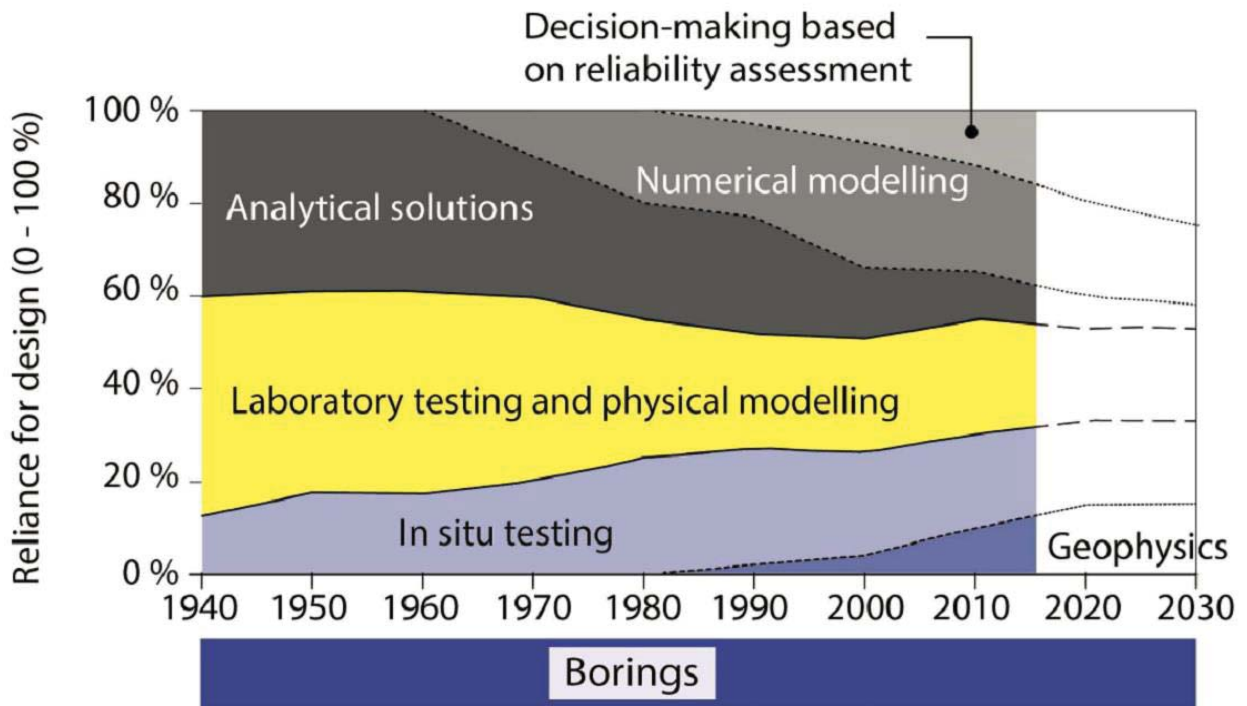 Decision-making based
on reliability assessment
Reliance for design (0 - 100 %)
100 %
80 %
60 %
40 %
20 %
0 %
Numerical modelling
Analytical solutions
Laboratory testing and physical modelling
In situ testing
Geophysics
1940 1950 1960 1970 1980 1990 2000 2010 2020 2030
Borings